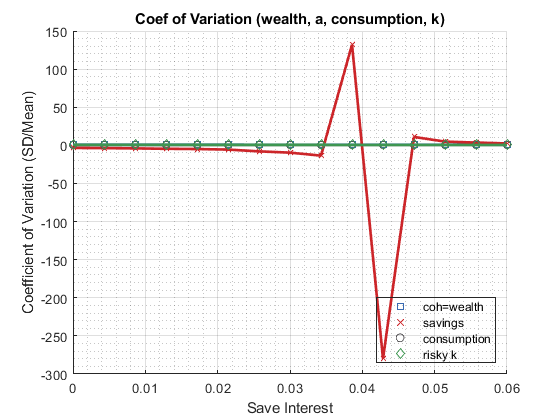 Coef of Variation (wealth, a, consumption, k)
Coefficient of Variation (SD/Mean)
150
100
50
0
-50
-100
-150
-200
-250
-300
0
0.01
0.02
0.03
0.04
0.05
0.06
Save Interest
coh=wealth
savings
consumption
risky k